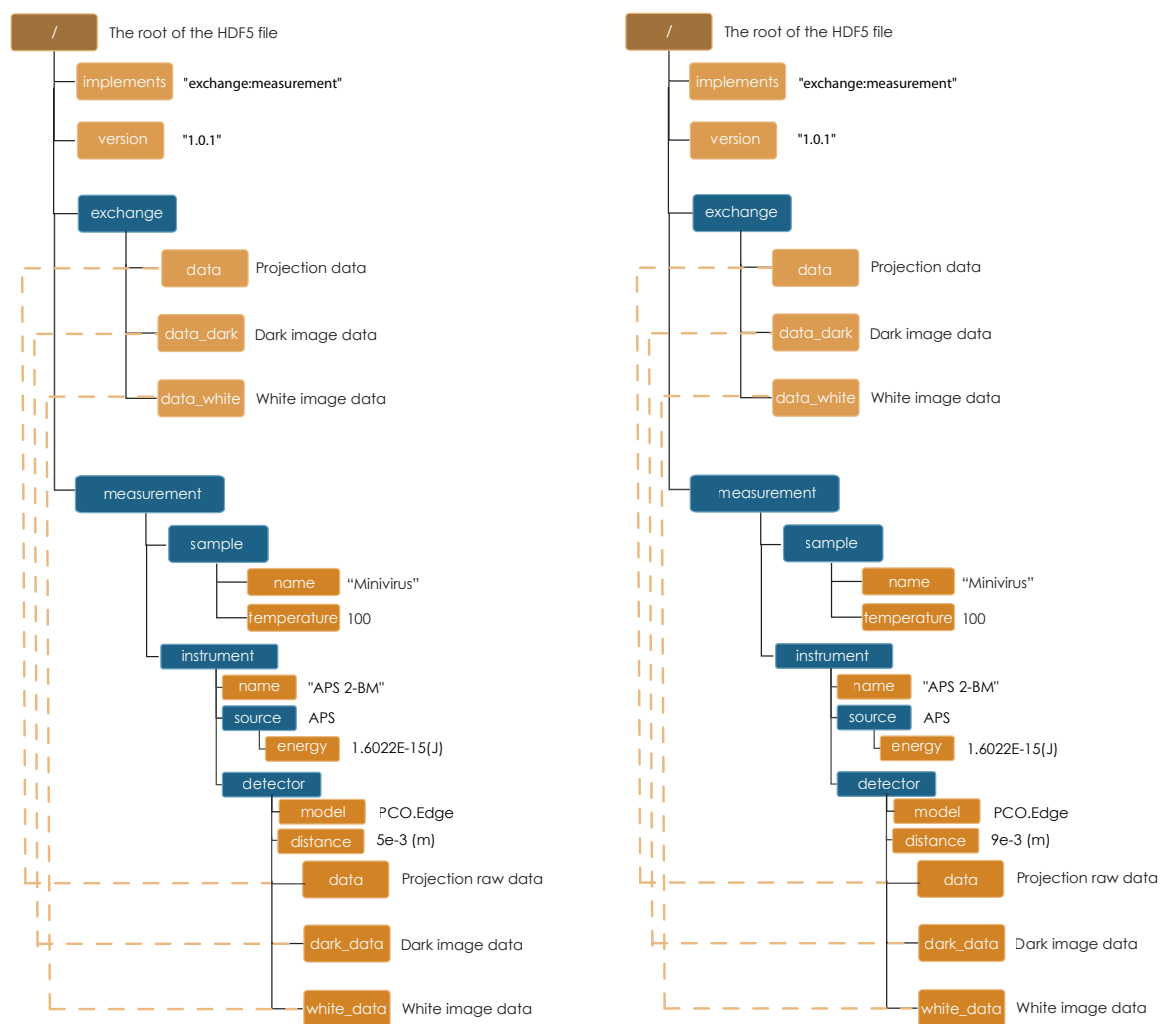 / The root of the HDF5 file
implements "exchange:measurement"
version "1.0.1"
exchange
data Projection data
data_dark Dark image data
data_white White image data
measurement
sample
name “Minivirus”
temperature 100
instrument
name "APS 2-BM"
source APS
energy 1.6022E-15(J)
detector
model PCO.Edge
distance 5e-3 (m)
data Projection raw data
dark_data Dark image data
white_data White image data
/ The root of the HDF5 file
implements "exchange:measurement"
version "1.0.1"
exchange
data Projection data
data_dark Dark image data
data_white White image data
measurement
sample
name “Minivirus”
temperature 100
instrument
name "APS 2-BM"
source APS
energy 1.6022E-15(J)
detector
model PCO.Edge
distance 9e-3 (m)
data Projection raw data
dark_data Dark image data
white_data White image data